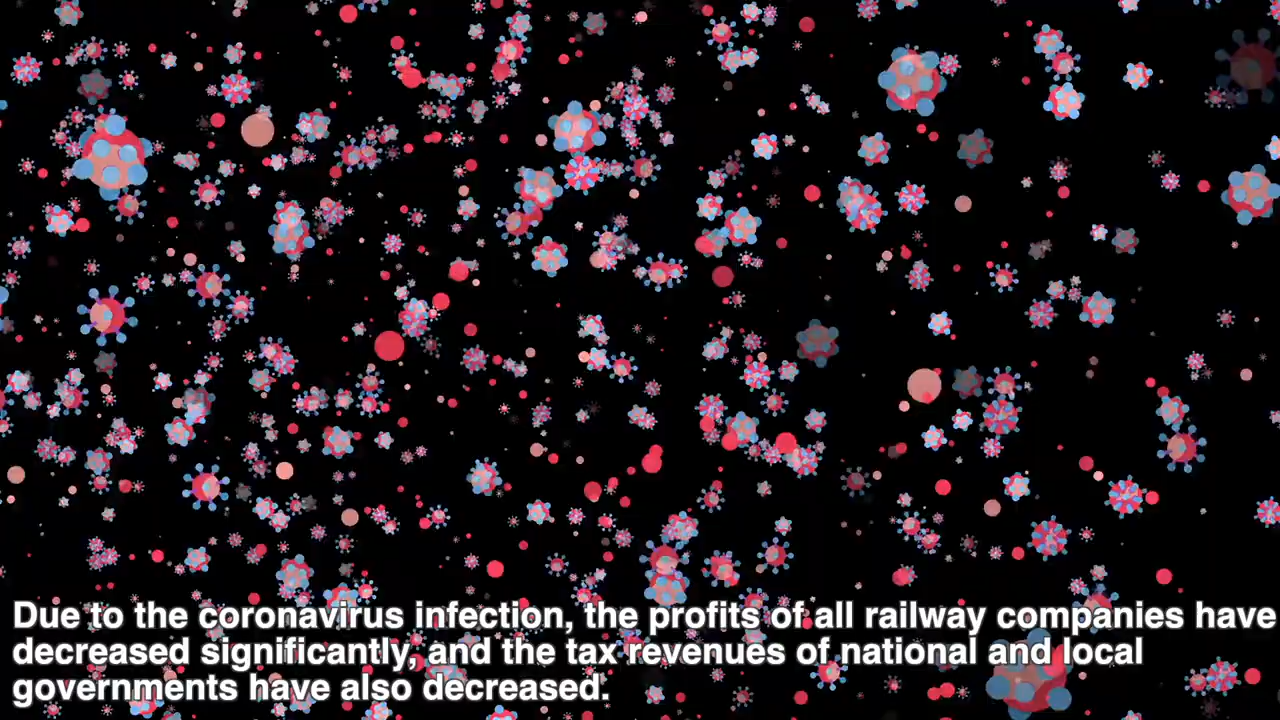 Due to the coronavirus infection, the profits of all railway companies have
decreased significantly, and the tax revenues of national and local
governments have also decreased.